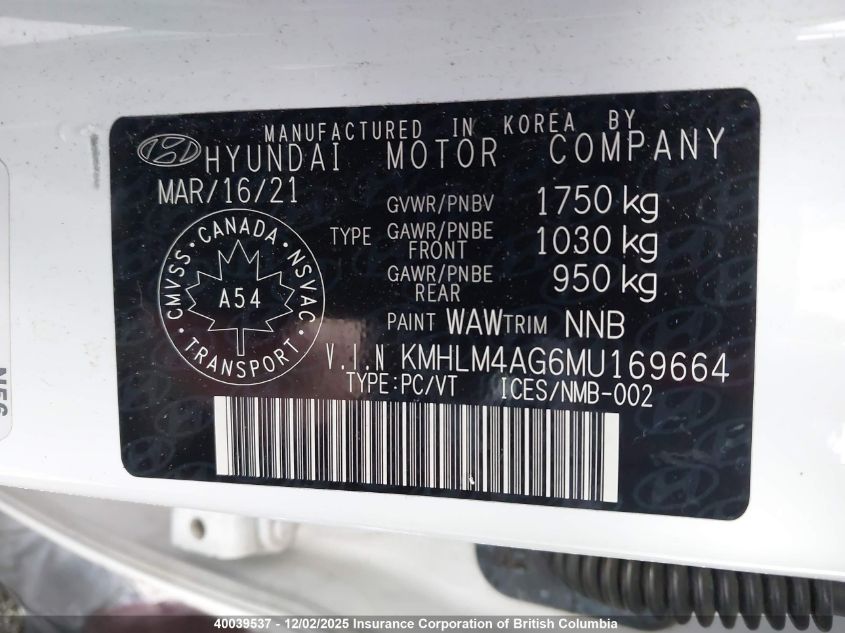 MANUFACTURED IN KOREA BY
HYUNDAI MOTOR COMPANY
MAR/16/21
GVWR/PNBV 1750 kg
TYPE GAWR/PNBE FRONT 1030 kg
GAWR/PNBE REAR 950 kg
CMVSS · CANADA · NSVAC
A54
· TRANSPORT ·
PAINT WAW TRIM NNB
V.I.N KMHLM4AG6MU169664
TYPE:PC/VT ICES/NMB-002
40039537 - 12/02/2025 Insurance Corporation of British Columbia